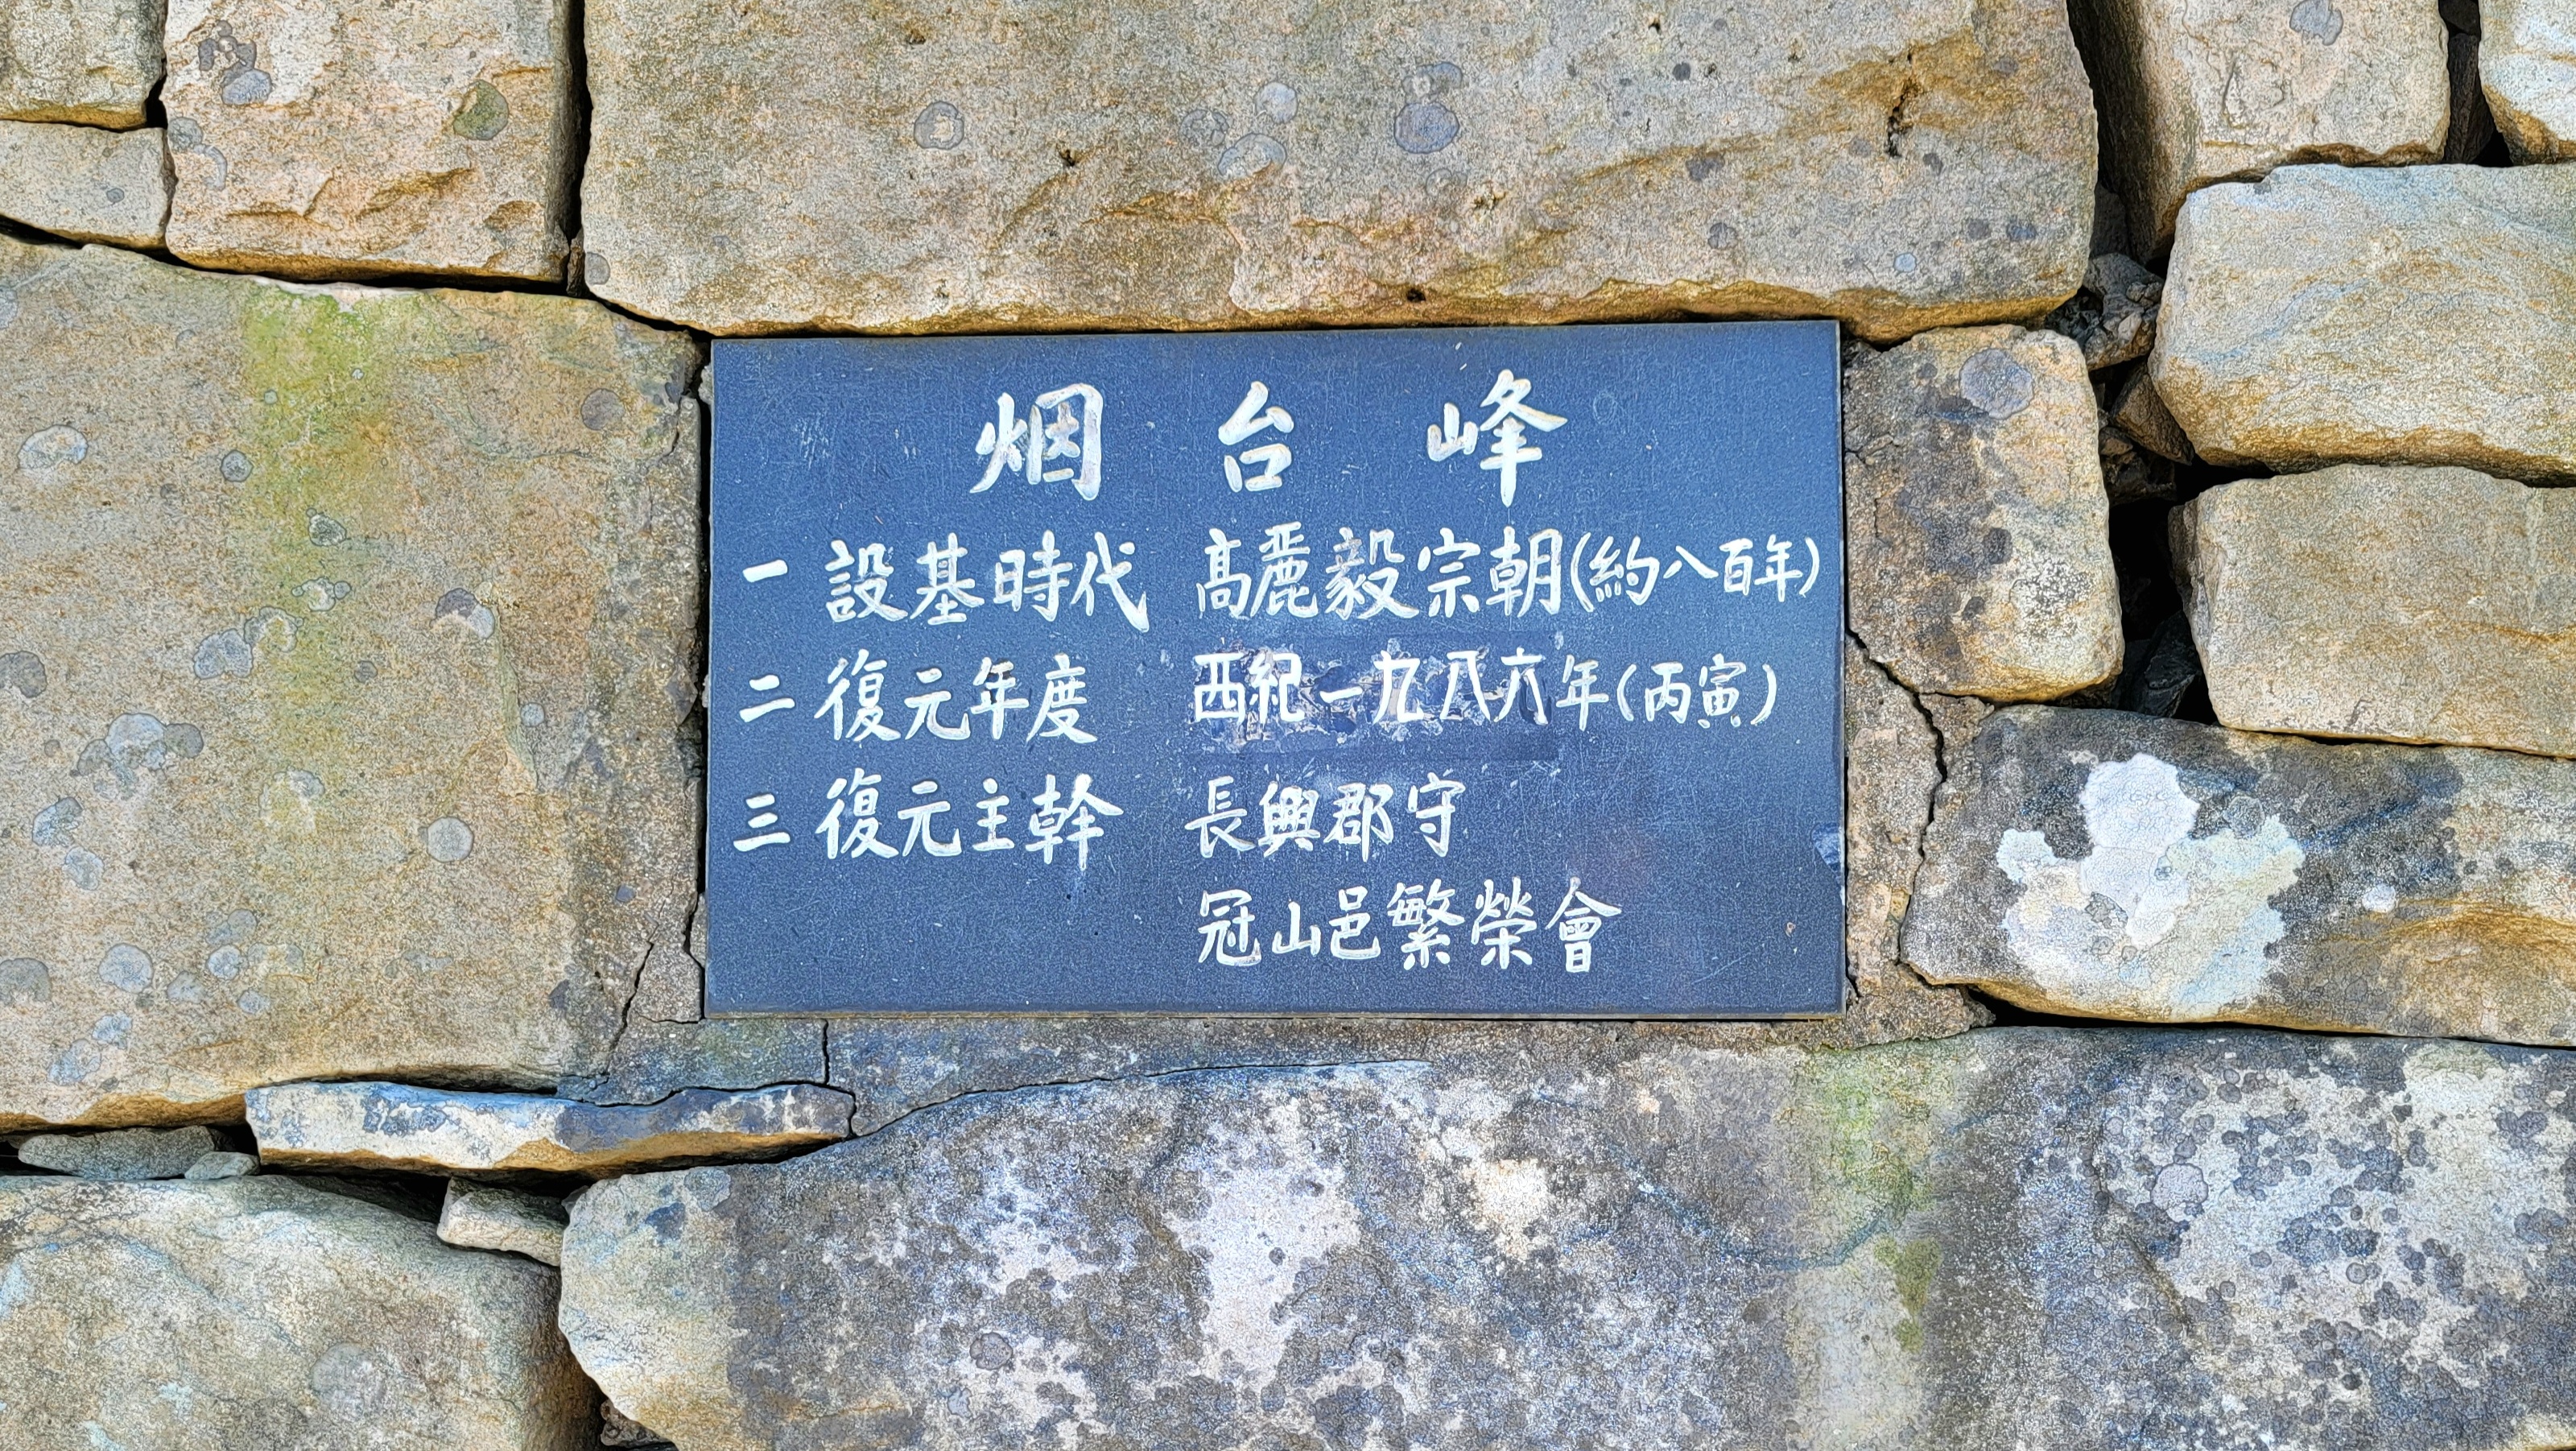 烟台峰
一 設基時代 高麗毅宗朝(約八百年)
二 復元年度 西紀一九八六年(丙寅)
三 復元主幹 長興郡守
冠山邑繁榮會